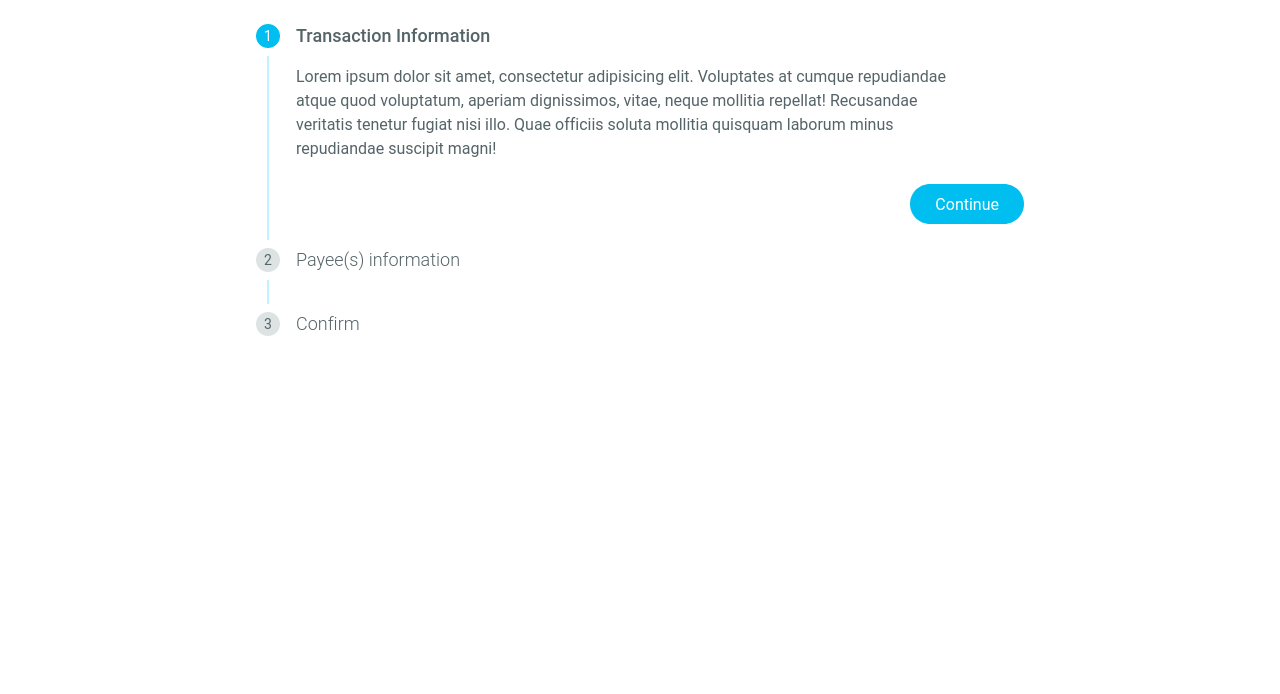 1 Transaction Information
Lorem ipsum dolor sit amet, consectetur adipisicing elit. Voluptates at cumque repudiandae
atque quod voluptatum, aperiam dignissimos, vitae, neque mollitia repellat! Recusandae
veritatis tenetur fugiat nisi illo. Quae officiis soluta mollitia quisquam laborum minus
repudiandae suscipit magni!
Continue
2 Payee(s) information
3 Confirm